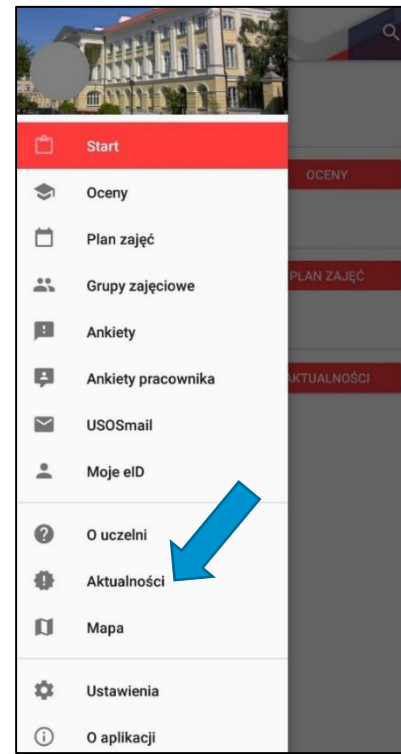 Start
OCENY
Oceny
Plan zajęć
PLAN ZAJĘĆ
Grupy zajęciowe
Ankiety
Ankiety pracownika
AKTUALNOŚCI
USOSmail
Moje eID
O uczelni
Aktualności
Mapa
Ustawienia
O aplikacji